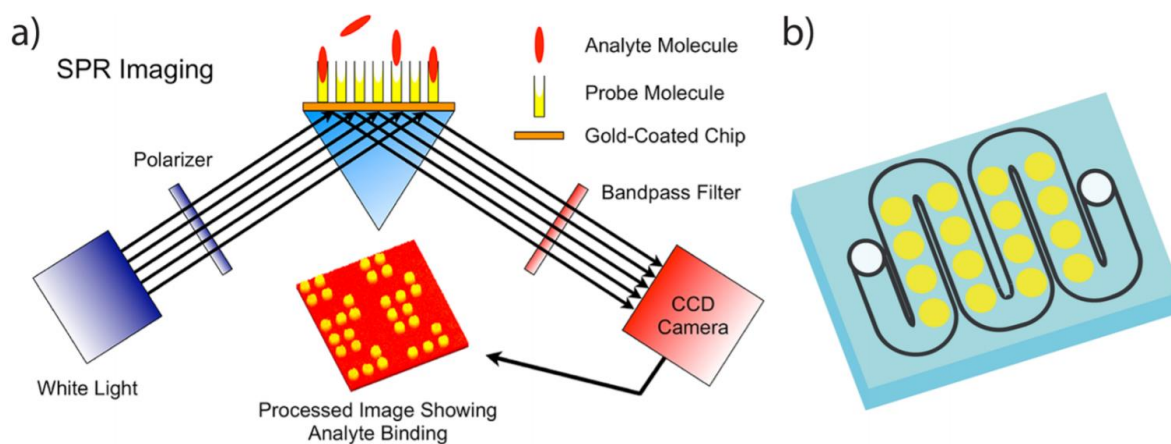 a)
SPR Imaging
Analyte Molecule
Probe Molecule
Gold-Coated Chip
Polarizer
Bandpass Filter
CCD
Camera
White Light
Processed Image Showing
Analyte Binding
b)